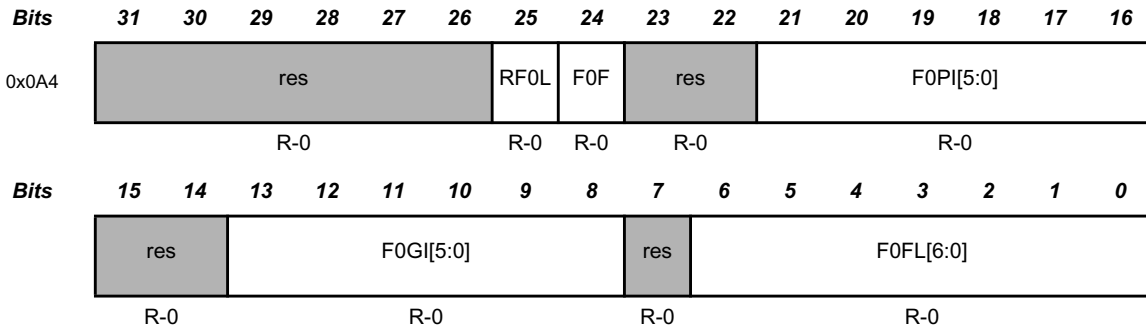 Bits 31 30 29 28 27 26 25 24 23 22 21 20 19 18 17 16
0x0A4 res RF0L F0F res F0PI[5:0]
R-0 R-0 R-0 R-0 R-0
Bits 15 14 13 12 11 10 9 8 7 6 5 4 3 2 1 0
res F0GI[5:0] res F0FL[6:0]
R-0 R-0 R-0 R-0